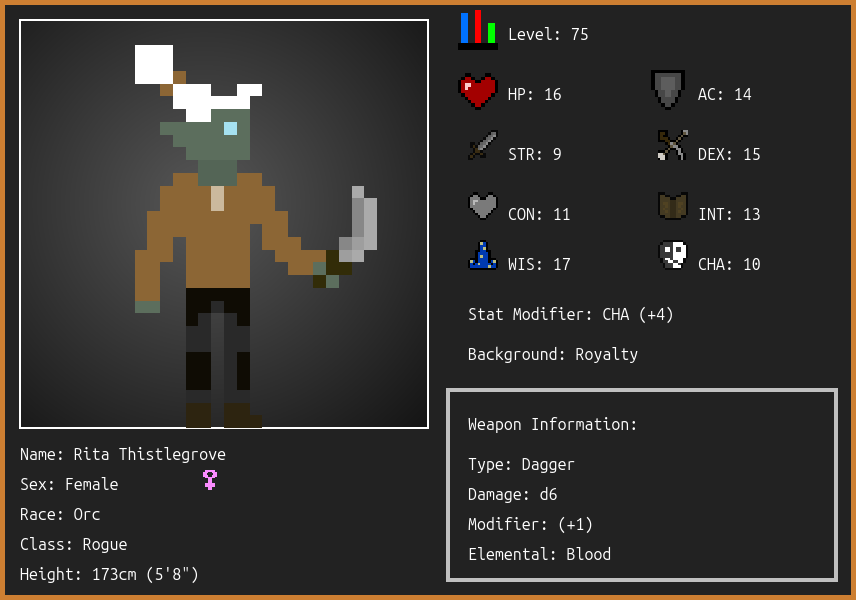 Level: 75
HP: 16
AC: 14
STR: 9
DEX: 15
CON: 11
INT: 13
WIS: 17
CHA: 10
Stat Modifier: CHA (+4)
Background: Royalty
Weapon Information:
Type: Dagger
Damage: d6
Modifier: (+1)
Elemental: Blood
Name: Rita Thistlegrove
Sex: Female
Race: Orc
Class: Rogue
Height: 173cm (5'8")